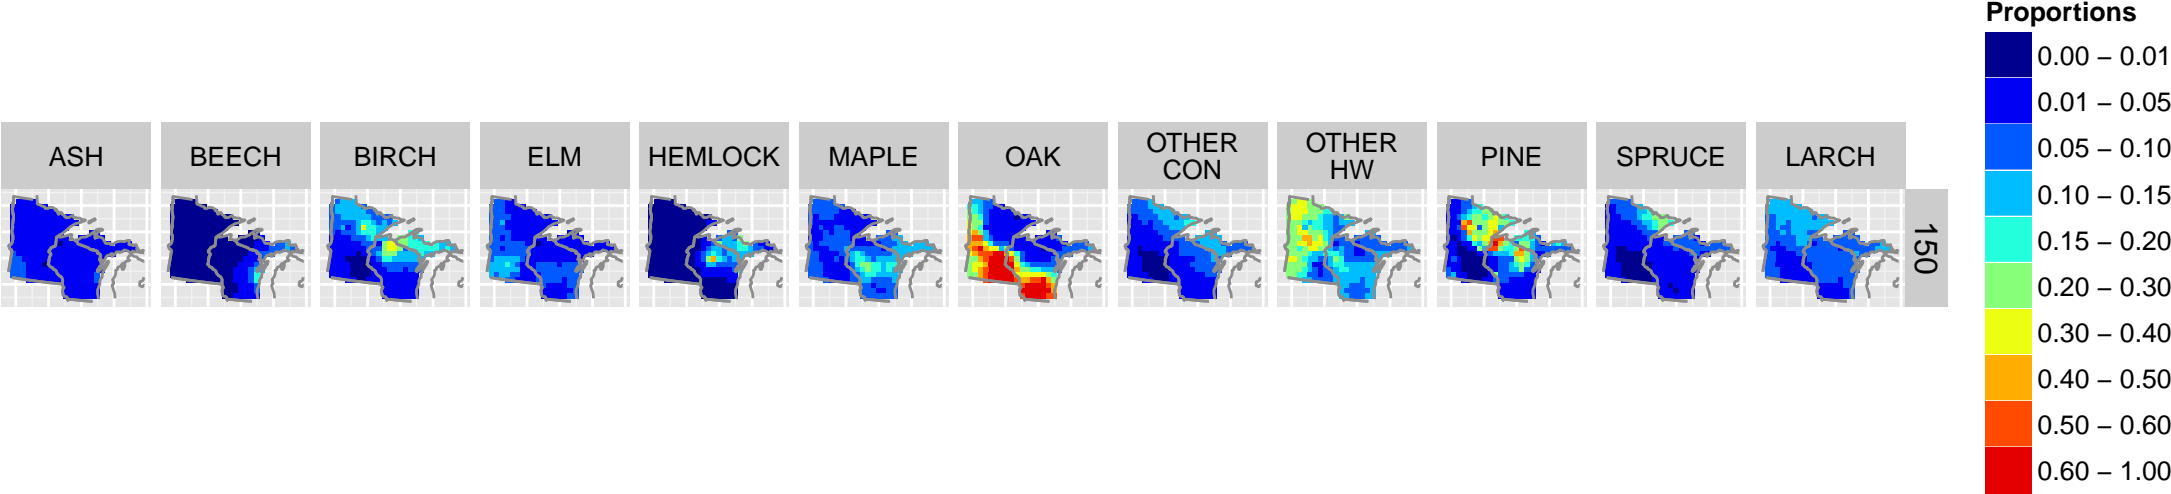 Proportions
0.00 – 0.01
0.01 – 0.05
0.05 – 0.10
0.10 – 0.15
0.15 – 0.20
0.20 – 0.30
0.30 – 0.40
0.40 – 0.50
0.50 – 0.60
0.60 – 1.00
ASH
BEECH
BIRCH
ELM
HEMLOCK
MAPLE
OAK
OTHER
CON
OTHER
HW
PINE
SPRUCE
LARCH
150